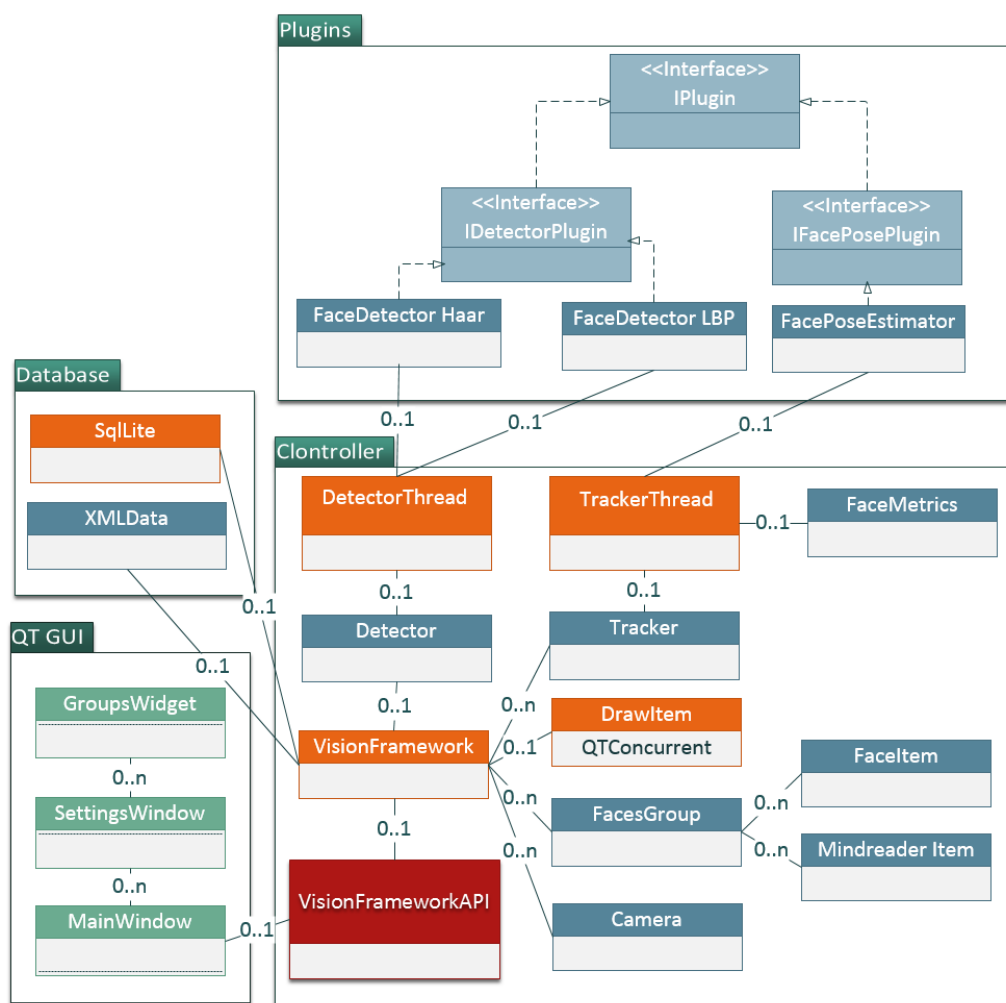 Plugins
<<Interface>>
IPlugin
<<Interface>>
IDetectorPlugin
<<Interface>>
IFacePosePlugin
FaceDetector Haar
FaceDetector LBP
FacePoseEstimator
0..1
0..1
0..1
Database
SqlLite
XMLData
0..1
0..1
Clontroller
DetectorThread
TrackerThread
0..1
FaceMetrics
0..1
0..1
Detector
Tracker
0..1
0..n
VisionFramework
0..1
DrawItem
QTConcurrent
0..n
FacesGroup
0..n
FaceItem
0..n
Mindreader Item
0..n
Camera
0..1
VisionFrameworkAPI
QT GUI
GroupsWidget
0..n
SettingsWindow
0..n
MainWindow
0..1